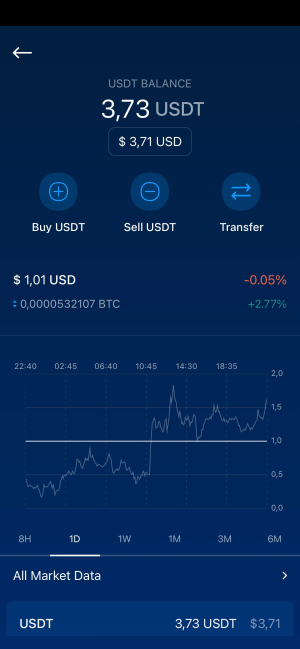 USDT BALANCE
3,73 USDT
$ 3,71 USD
Buy USDT Sell USDT Transfer
$ 1,01 USD -0.05%
0,0000532107 BTC +2.77%
22:40 02:45 06:40 10:45 14:30 18:35
2,0
1,5
1,0
0,5
0,0
8H 1D 1W 1M 3M 6M
All Market Data
USDT 3,73 USDT $3,71